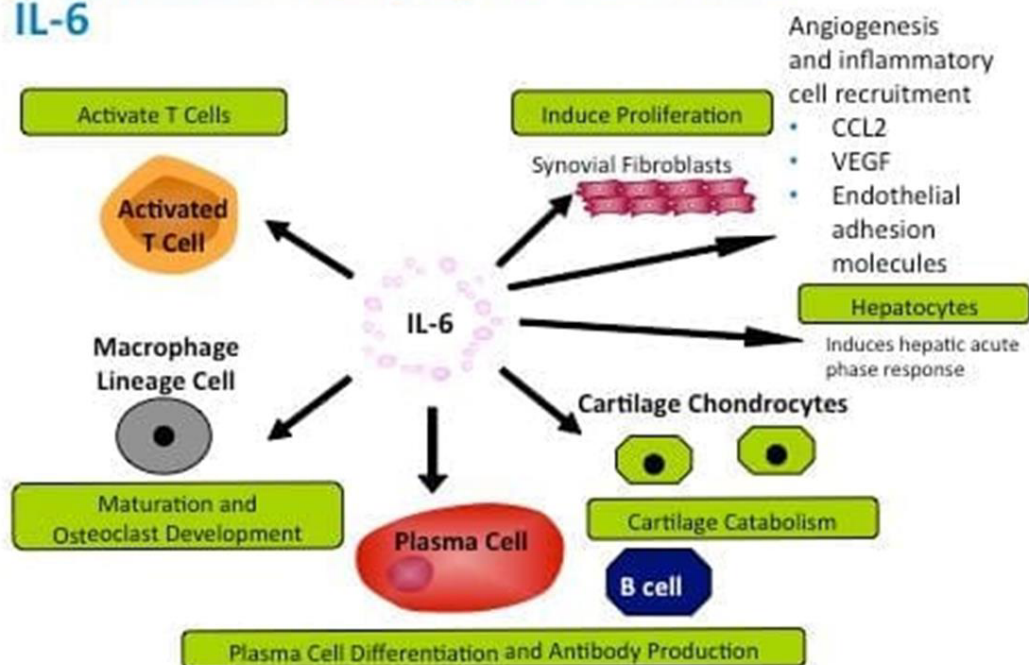 IL-6
Activate T Cells
Activated
T Cell
Induce Proliferation
Synovial Fibroblasts
Angiogenesis
and inflammatory
cell recruitment
• CCL2
• VEGF
• Endothelial
adhesion
molecules
Hepatocytes
Induces hepatic acute
phase response
IL-6
Macrophage
Lineage Cell
Maturation and
Osteoclast Development
Cartilage Chondrocytes
Cartilage Catabolism
Plasma Cell
B cell
Plasma Cell Differentiation and Antibody Production